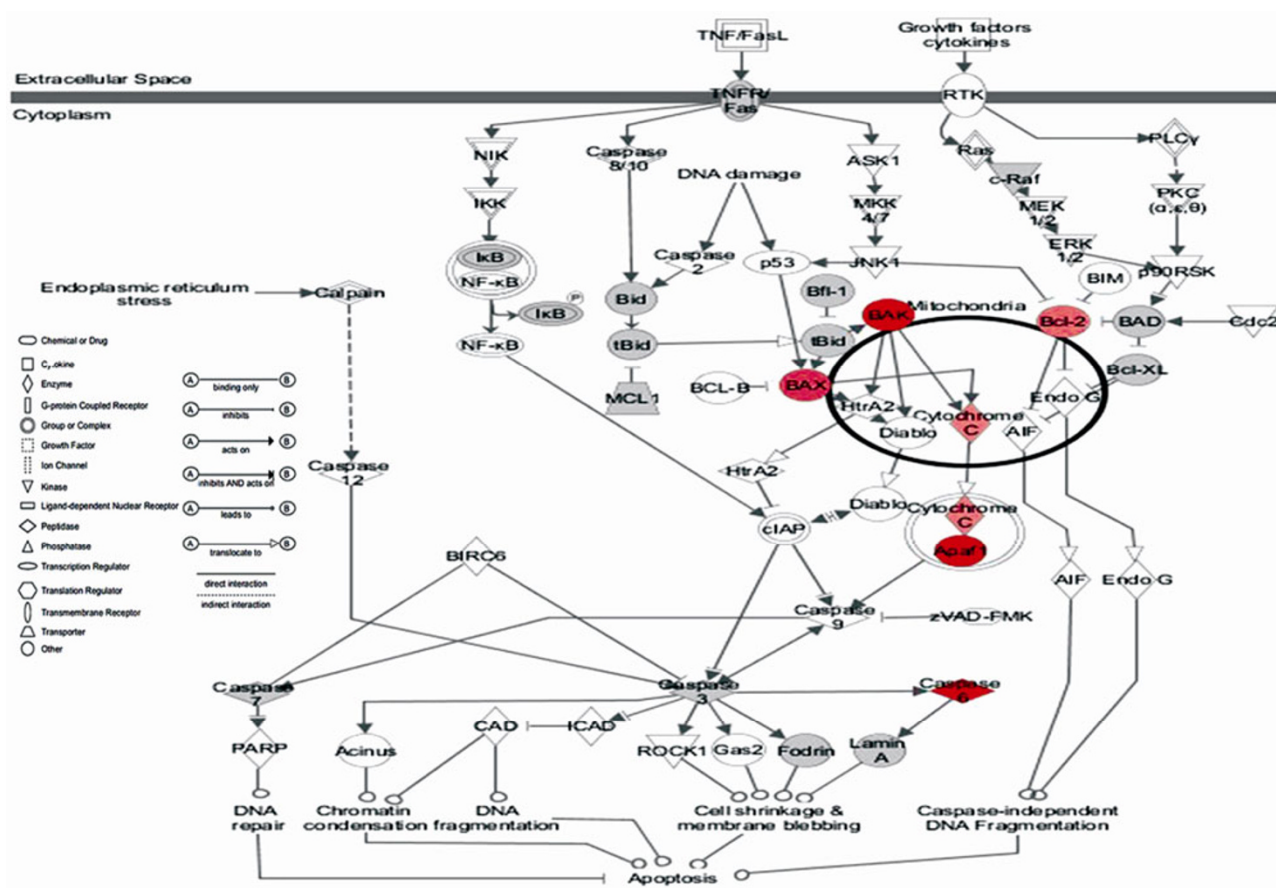 TNF/FasL
Growth factors
cytokines
Extracellular Space
Cytoplasm
TNFR/
Fas
RTK
NIK
Caspase
8/10
ASK1
Ras
PLCγ
DNA damage
c-Raf
IKK
MKK
4/7
MEK
1/2
PKC
(α,ε,θ)
IκB
NF-κB
Caspase
2
p53
JNK1
ERK
1/2
BIM
p90RSK
Endoplasmic reticulum
stress
Calpain
Bid
Bfl-1
IκB
P
BAK
Mitochondria
Bcl-2
BAD
Cdc2
NF-κB
tBid
tBid
MCL1
BCL-B
BAX
HtrA2
Diablo
Cytochrome
C
AIF
Endo G
Bcl-XL
Chemical or Drug
Enzyme
G-protein Coupled Receptor
Group or Complex
Growth Factor
Ion Channel
Kinase
Ligand-dependent Nuclear Receptor
Peptidase
Phosphatase
Transcription Regulator
Translation Regulator
Transmembrane Receptor
Transporter
Other
A B
binding only
A B
inhibits
A B
acts on
A B
inhibits AND acts on
A B
leads to
A B
translocate to
direct interaction
indirect interaction
Caspase
12
HtrA2
Diablo
cIAP
Cytochrome
C
Apaf1
BIRC6
AIF
Endo G
Caspase
9
zVAD-FMK
Caspase
7
Caspase
3
Caspase
6
PARP
Acinus
CAD
ICAD
ROCK1
Gas2
Fodrin
Lamin
A
DNA
repair
Chromatin
condensation
DNA
fragmentation
Cell shrinkage &
membrane blebbing
Caspase-independent
DNA Fragmentation
Apoptosis